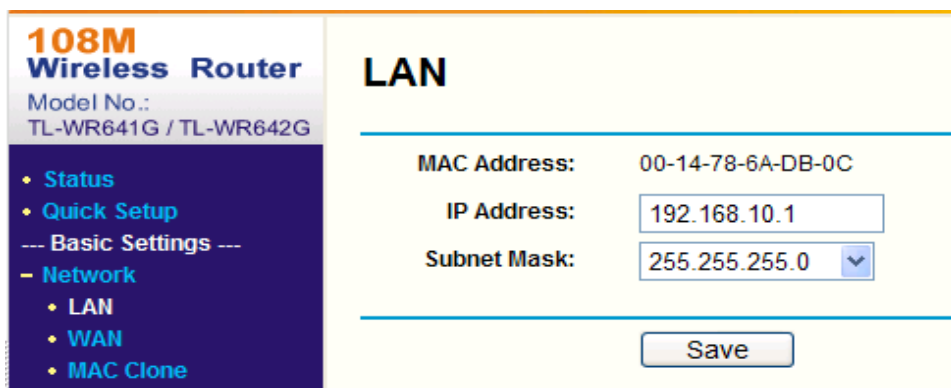 108M
Wireless Router
Model No.:
TL-WR641G / TL-WR642G
• Status
• Quick Setup
--- Basic Settings ---
– Network
• LAN
• WAN
• MAC Clone
LAN
MAC Address: 00-14-78-6A-DB-0C
IP Address: 192.168.10.1
Subnet Mask: 255.255.255.0
Save